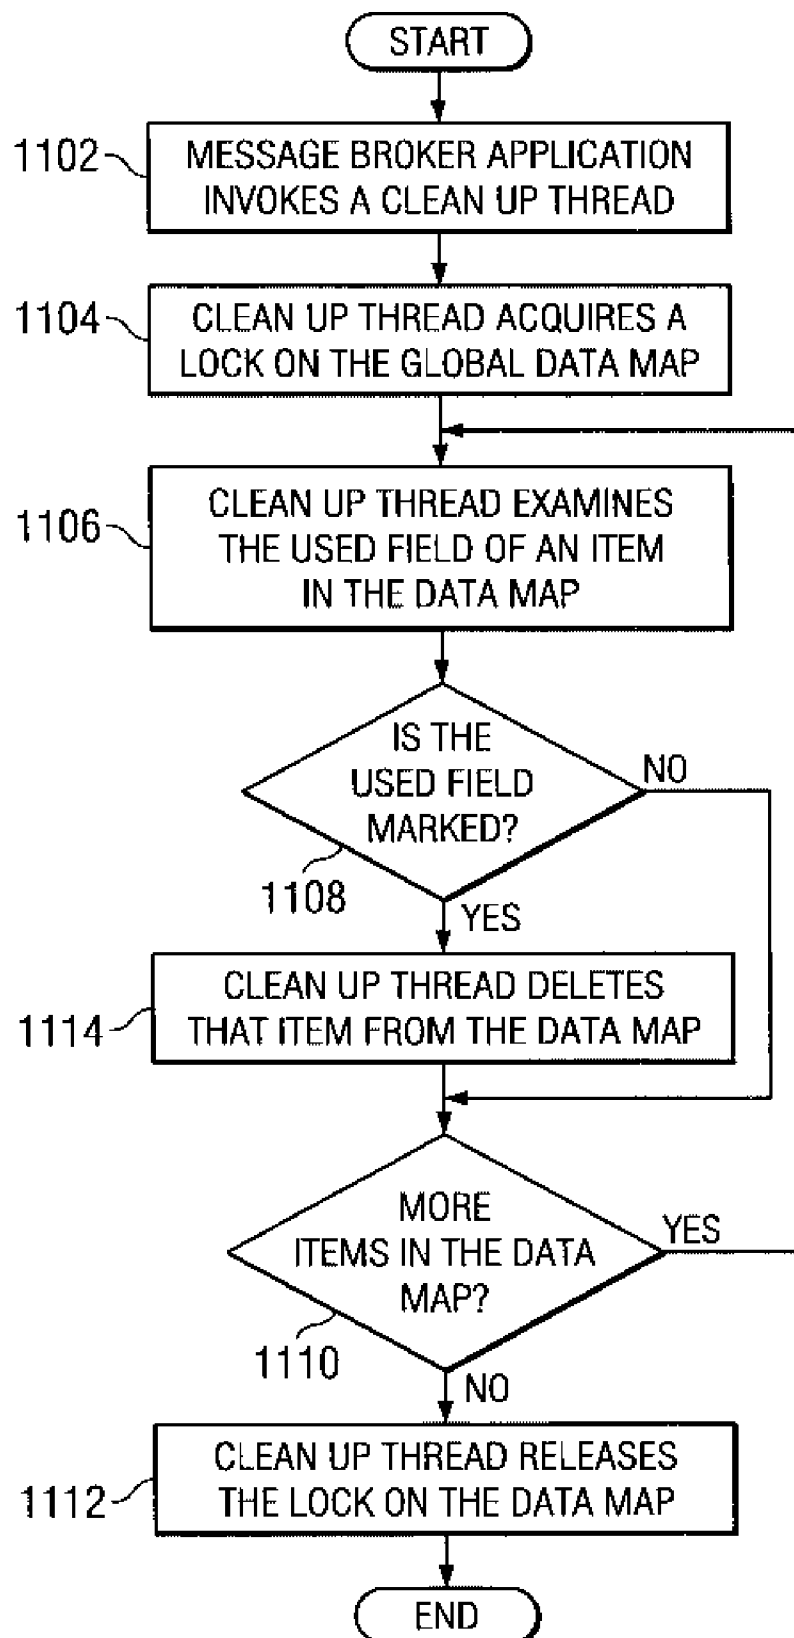 START
1102
MESSAGE BROKER APPLICATION
INVOKES A CLEAN UP THREAD
1104
CLEAN UP THREAD ACQUIRES A
LOCK ON THE GLOBAL DATA MAP
1106
CLEAN UP THREAD EXAMINES
THE USED FIELD OF AN ITEM
IN THE DATA MAP
IS THE
USED FIELD
MARKED?
NO
1108
YES
1114
CLEAN UP THREAD DELETES
THAT ITEM FROM THE DATA MAP
MORE
ITEMS IN THE DATA
MAP?
YES
1110
NO
1112
CLEAN UP THREAD RELEASES
THE LOCK ON THE DATA MAP
END